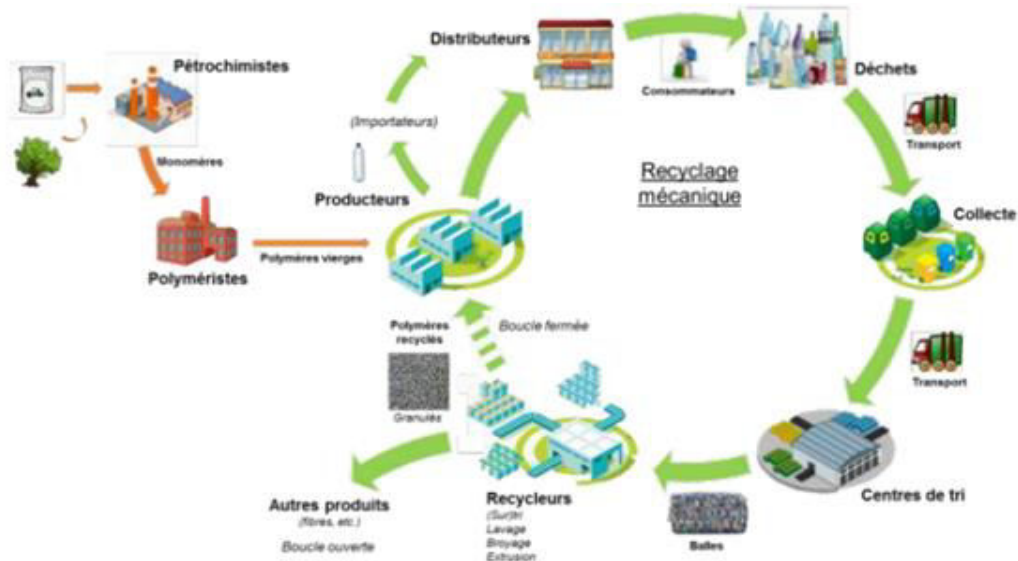 Distributeurs
Consommateurs
Déchets
Pétrochimistes
(Importateurs)
Transport
Monomères
Recyclage
mécanique
Producteurs
Collecte
Polymères vierges
Polyméristes
Polymères
recyclés
Boucle fermée
Transport
Granulés
Autres produits
(fibres, etc.)
Boucle ouverte
Recycleurs
(Sur)tri
Lavage
Broyage
Extrusion
Balles
Centres de tri